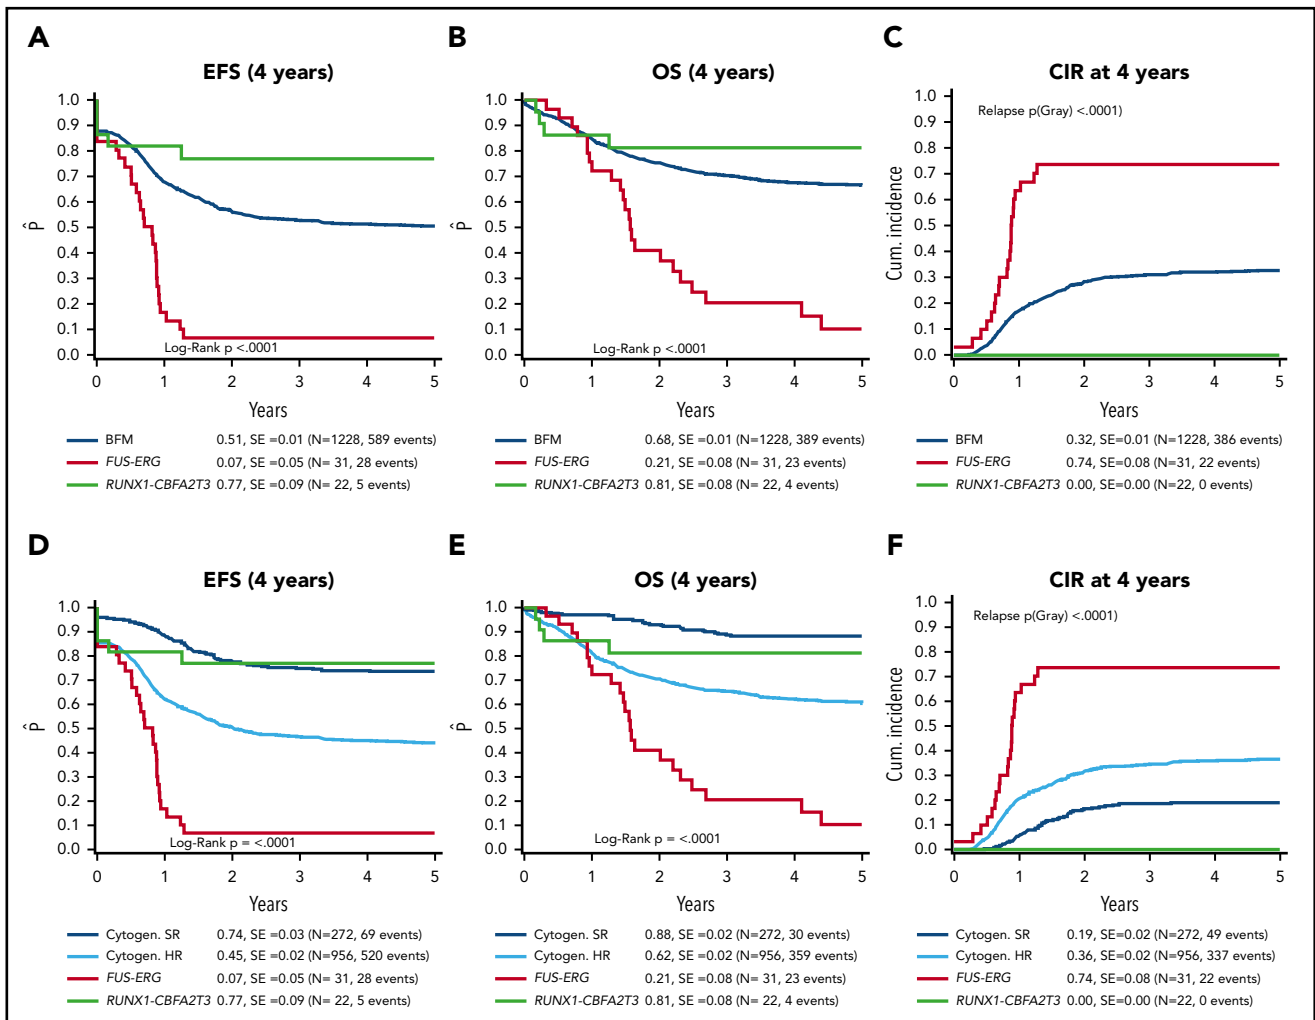 A
EFS (4 years)
1.0
0.9
0.8
0.7
0.6
0.5
0.4
0.3
0.2
0.1
0.0
P̂
Log-Rank p <.0001
0 1 2 3 4 5
Years
BFM 0.51, SE =0.01 (N=1228, 589 events)
FUS-ERG 0.07, SE =0.05 (N= 31, 28 events)
RUNX1-CBFA2T3 0.77, SE =0.09 (N= 22, 5 events)
B
OS (4 years)
1.0
0.9
0.8
0.7
0.6
0.5
0.4
0.3
0.2
0.1
0.0
P̂
Log-Rank p <.0001
0 1 2 3 4 5
Years
BFM 0.68, SE =0.01 (N=1228, 389 events)
FUS-ERG 0.21, SE =0.08 (N= 31, 23 events)
RUNX1-CBFA2T3 0.81, SE =0.08 (N= 22, 4 events)
C
CIR at 4 years
1.0
0.9
0.8
0.7
0.6
0.5
0.4
0.3
0.2
0.1
0.0
Cum. incidence
Relapse p(Gray) <.0001)
0 1 2 3 4 5
Years
BFM 0.32, SE=0.01 (N=1228, 386 events)
FUS-ERG 0.74, SE=0.08 (N=31, 22 events)
RUNX1-CBFA2T3 0.00, SE=0.00 (N=22, 0 events)
D
EFS (4 years)
1.0
0.9
0.8
0.7
0.6
0.5
0.4
0.3
0.2
0.1
0.0
P̂
Log-Rank p = <.0001
0 1 2 3 4 5
Years
Cytogen. SR 0.74, SE =0.03 (N=272, 69 events)
Cytogen. HR 0.45, SE =0.02 (N=956, 520 events)
FUS-ERG 0.07, SE =0.05 (N= 31, 28 events)
RUNX1-CBFA2T3 0.77, SE =0.09 (N= 22, 5 events)
E
OS (4 years)
1.0
0.9
0.8
0.7
0.6
0.5
0.4
0.3
0.2
0.1
0.0
P̂
Log-Rank p = <.0001
0 1 2 3 4 5
Years
Cytogen. SR 0.88, SE =0.02 (N=272, 30 events)
Cytogen. HR 0.62, SE =0.02 (N=956, 359 events)
FUS-ERG 0.21, SE =0.08 (N= 31, 23 events)
RUNX1-CBFA2T3 0.81, SE =0.08 (N= 22, 4 events)
F
CIR at 4 years
1.0
0.9
0.8
0.7
0.6
0.5
0.4
0.3
0.2
0.1
0.0
Cum. incidence
Relapse p(Gray) <.0001)
0 1 2 3 4 5
Years
Cytogen. SR 0.19, SE=0.02 (N=272, 49 events)
Cytogen. HR 0.36, SE=0.02 (N=956, 337 events)
FUS-ERG 0.74, SE=0.08 (N=31, 22 events)
RUNX1-CBFA2T3 0.00, SE=0.00 (N=22, 0 events)